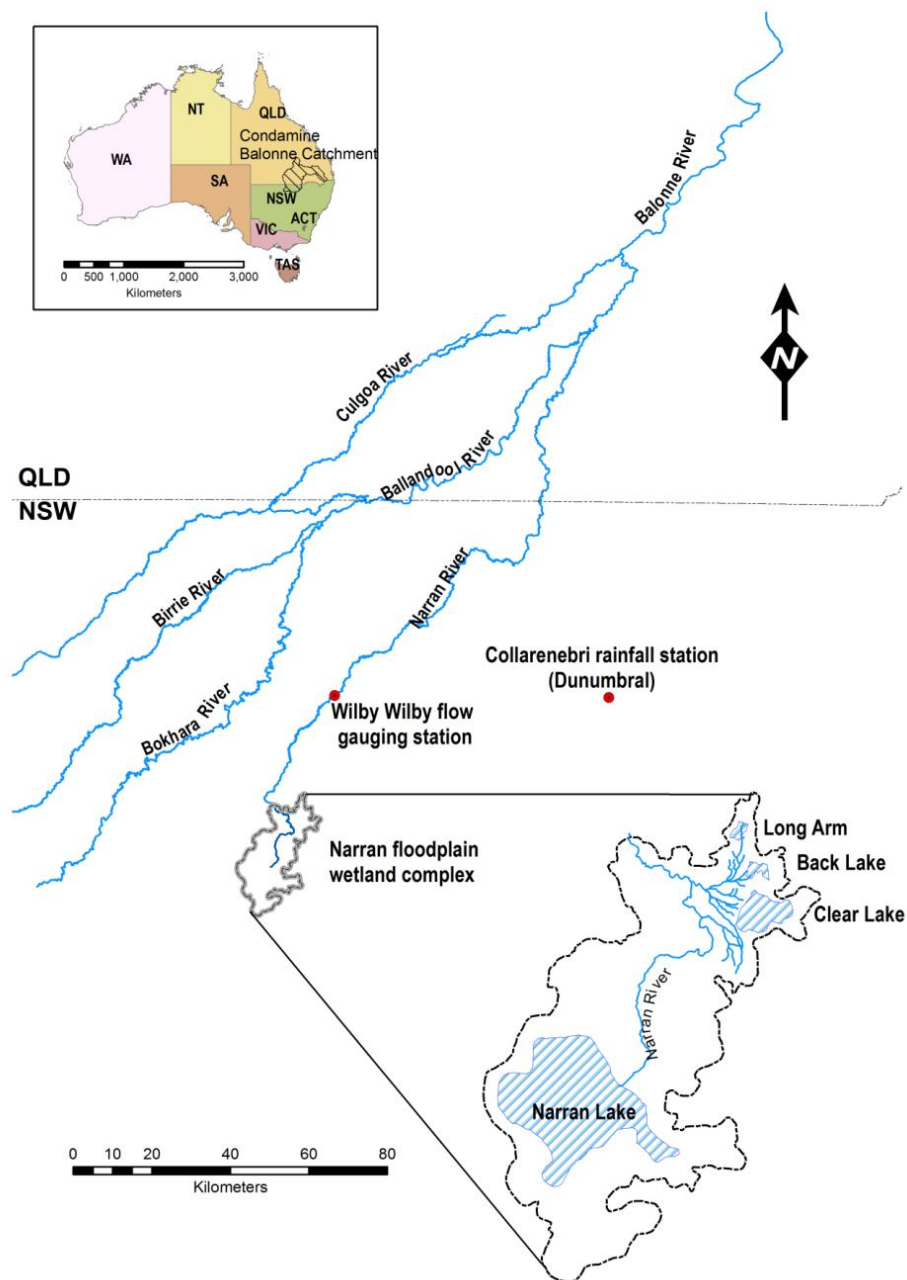 NT
QLD
Condamine
Balonne Catchment
WA
SA
NSW
ACT
VIC
TAS
0 500 1,000 2,000 3,000
Kilometers
Balonne River
N
Culgoa River
Ballandool River
QLD
NSW
Birrie River
Narran River
Collarenebri rainfall station
(Dunumbral)
Bokhara River
Wilby Wilby flow
gauging station
Narran floodplain
wetland complex
Long Arm
Back Lake
Clear Lake
Narran River
Narran Lake
0 10 20 40 60 80
Kilometers